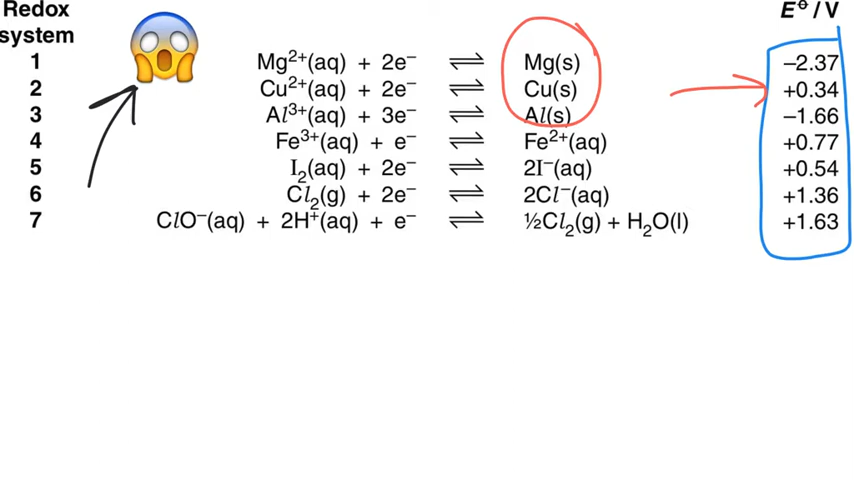 Redox system E⦵ / V
1 Mg²⁺(aq) + 2e⁻ ⇌ Mg(s) −2.37
2 Cu²⁺(aq) + 2e⁻ ⇌ Cu(s) +0.34
3 Al³⁺(aq) + 3e⁻ ⇌ Al(s) −1.66
4 Fe³⁺(aq) + e⁻ ⇌ Fe²⁺(aq) +0.77
5 I₂(aq) + 2e⁻ ⇌ 2I⁻(aq) +0.54
6 Cl₂(g) + 2e⁻ ⇌ 2Cl⁻(aq) +1.36
7 ClO⁻(aq) + 2H⁺(aq) + e⁻ ⇌ ½Cl₂(g) + H₂O(l) +1.63